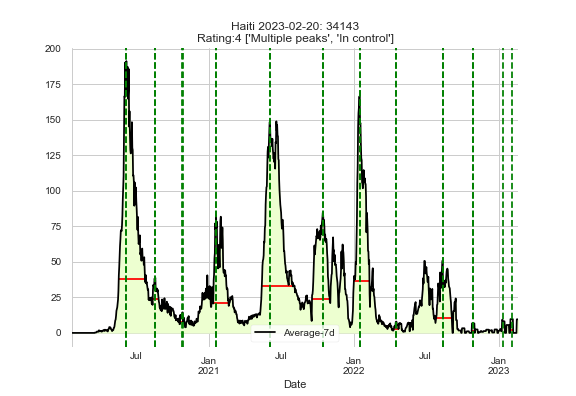 Haiti 2023-02-20: 34143
Rating:4 ['Multiple peaks', 'In control']
200
175
150
125
100
75
50
25
0
Average-7d
Jul
Jan
2021
Jul
Jan
2022
Jul
Jan
2023
Date